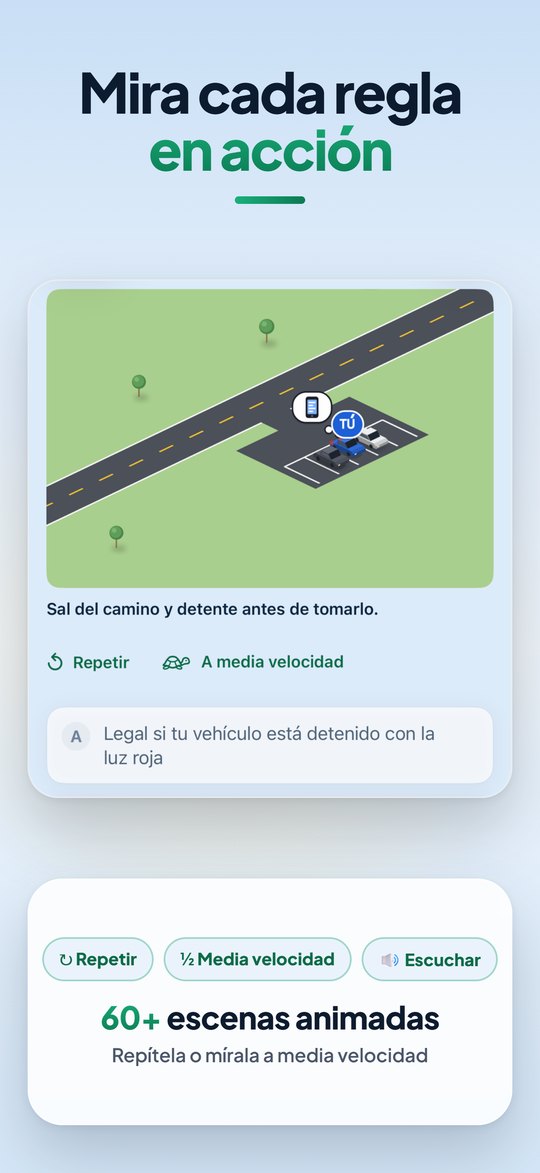 Mira cada regla
en acción
TÚ
Sal del camino y detente antes de tomarlo.
Repetir
A media velocidad
A
Legal si tu vehículo está detenido con la
luz roja
↻ Repetir
½ Media velocidad
🔊 Escuchar
60+ escenas animadas
Repítela o mírala a media velocidad